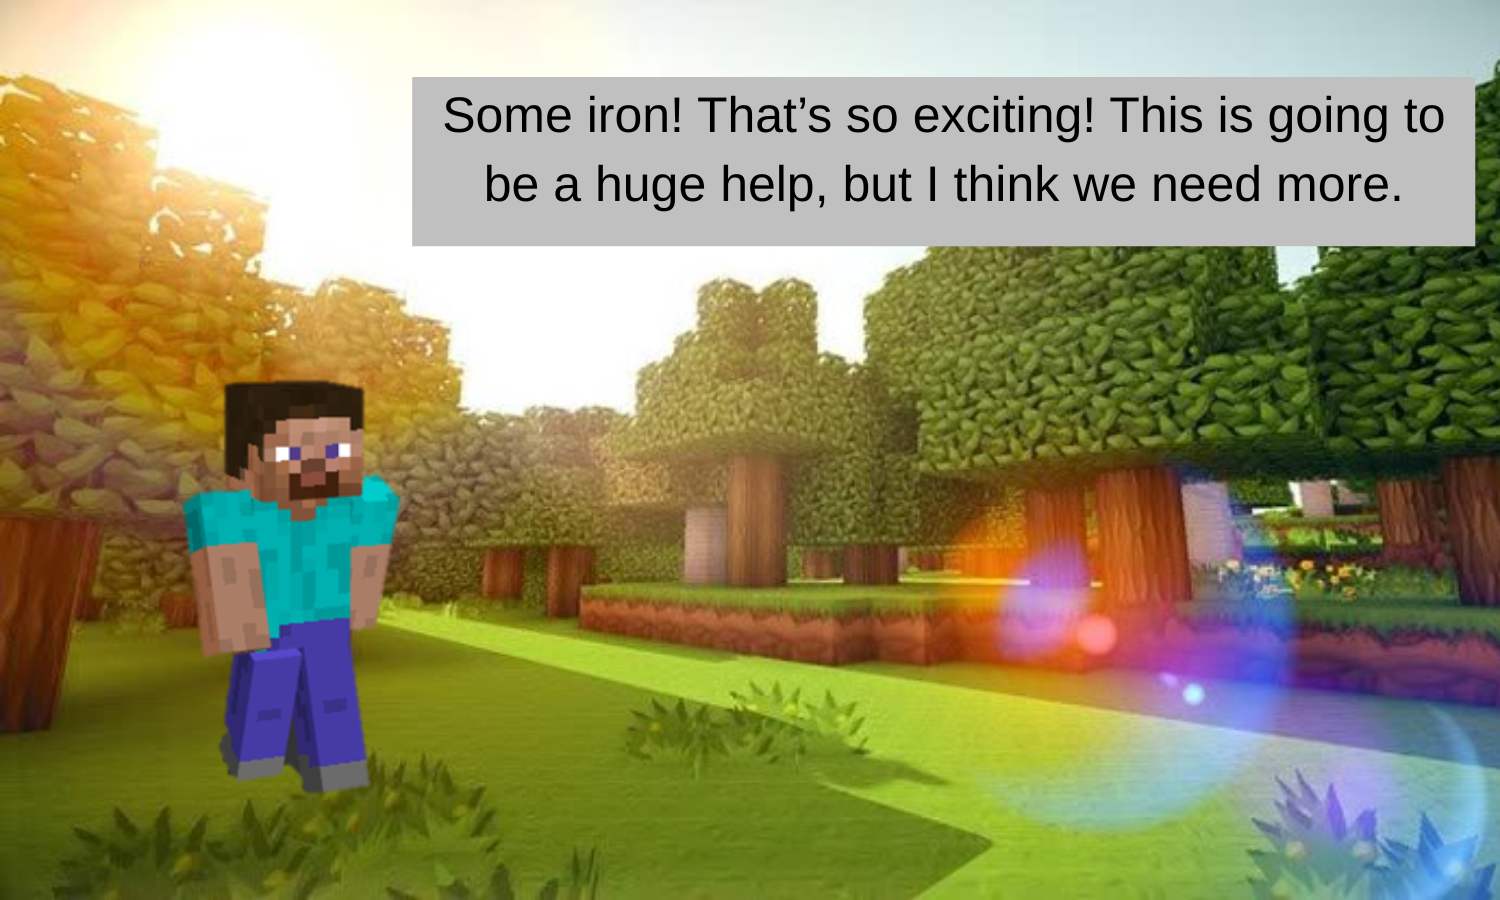 Some iron! That’s so exciting! This is going to
be a huge help, but I think we need more.